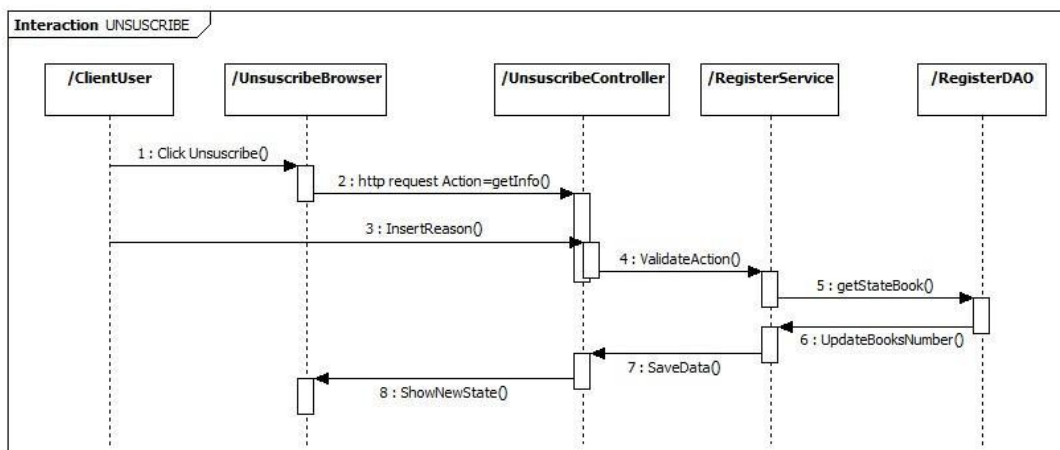 Interaction UNSUSCRIBE
/ClientUser
/UnsuscribeBrowser
/UnsuscribeController
/RegisterService
/RegisterDAO
1 : Click Unsuscribe()
2 : http request Action=getInfo()
3 : InsertReason()
4 : ValidateAction()
5 : getStateBook()
6 : UpdateBooksNumber()
7 : SaveData()
8 : ShowNewState()